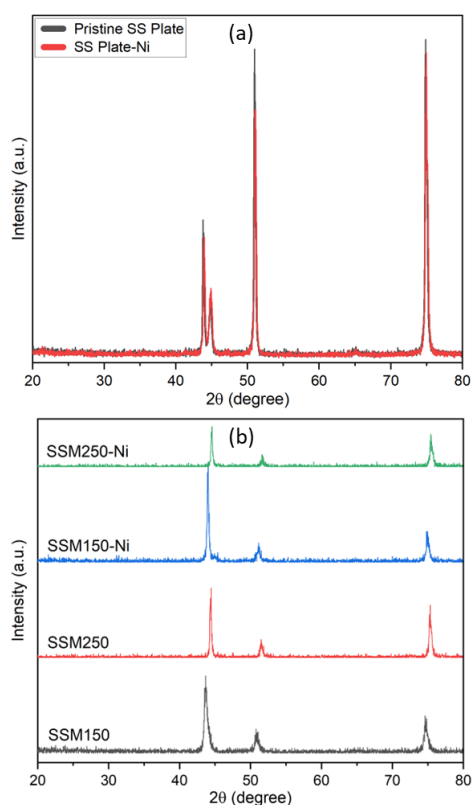 (a)
Pristine SS Plate
SS Plate-Ni
Intensity (a.u.)
20 30 40 50 60 70 80
2θ (degree)
(b)
SSM250-Ni
SSM150-Ni
SSM250
SSM150
Intensity (a.u.)
20 30 40 50 60 70 80
2θ (degree)